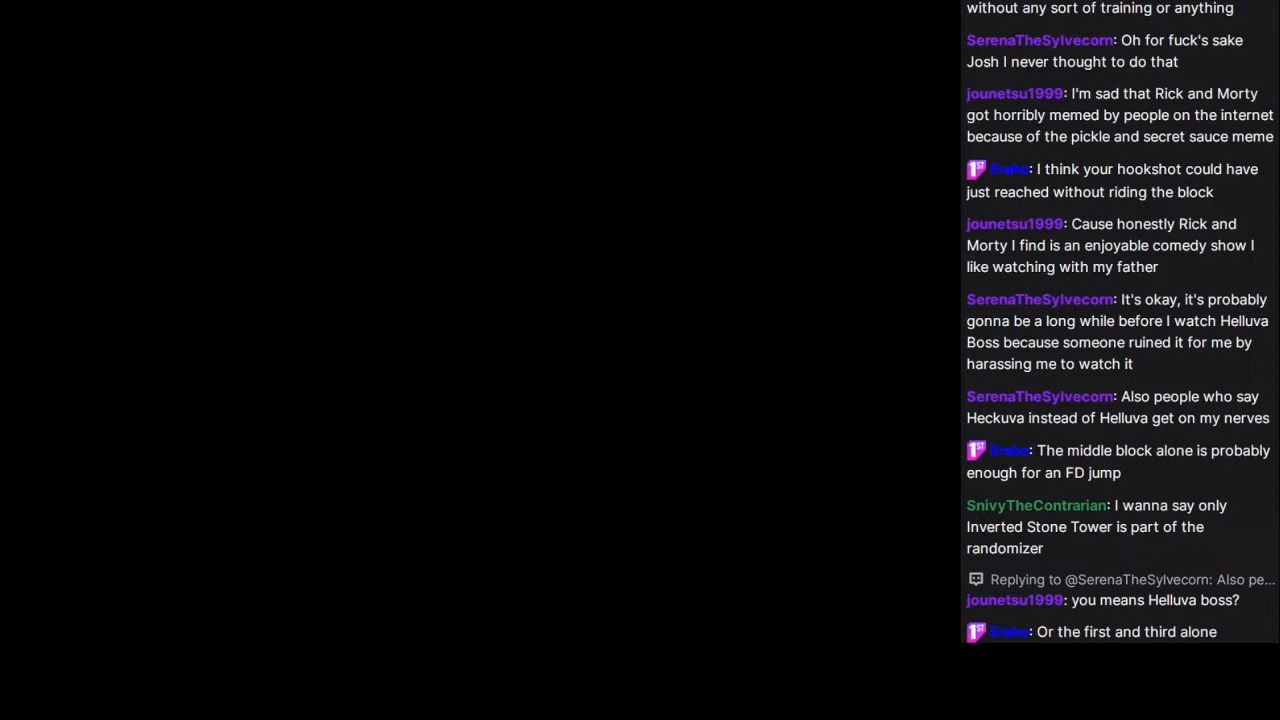 without any sort of training or anything
SerenaTheSylvecorn: Oh for fuck's sake
Josh I never thought to do that
jounetsu1999: I'm sad that Rick and Morty
got horribly memed by people on the internet
because of the pickle and secret sauce meme
1ST Eraho: I think your hookshot could have
just reached without riding the block
jounetsu1999: Cause honestly Rick and
Morty I find is an enjoyable comedy show I
like watching with my father
SerenaTheSylvecorn: It's okay, it's probably
gonna be a long while before I watch Helluva
Boss because someone ruined it for me by
harassing me to watch it
SerenaTheSylvecorn: Also people who say
Heckuva instead of Helluva get on my nerves
1ST Eraho: The middle block alone is probably
enough for an FD jump
SnivyTheContrarian: I wanna say only
Inverted Stone Tower is part of the
randomizer
Replying to @SerenaTheSylvecorn: Also pe...
jounetsu1999: you means Helluva boss?
1ST Eraho: Or the first and third alone